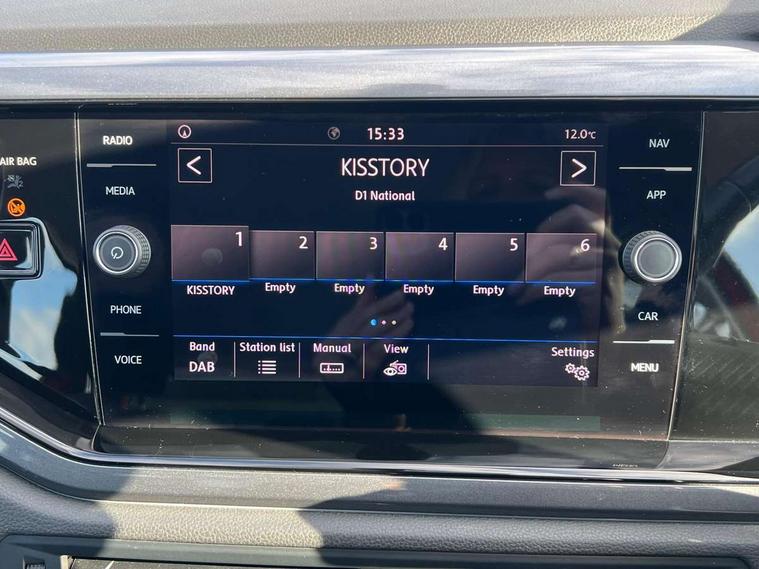 RADIO
15:33
12.0°C
NAV
AIR BAG
< KISSTORY >
MEDIA
D1 National
APP
1 2 3 4 5 6
KISSTORY Empty Empty Empty Empty Empty
PHONE
CAR
VOICE
Band Station list Manual View Settings
DAB
MENU